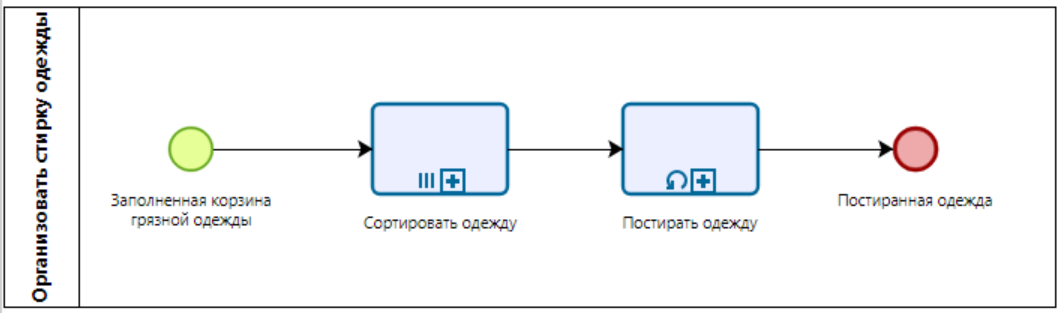 Организовать стирку одежды
Заполненная корзина
грязной одежды
Сортировать одежду
Постирать одежду
Постиранная одежда